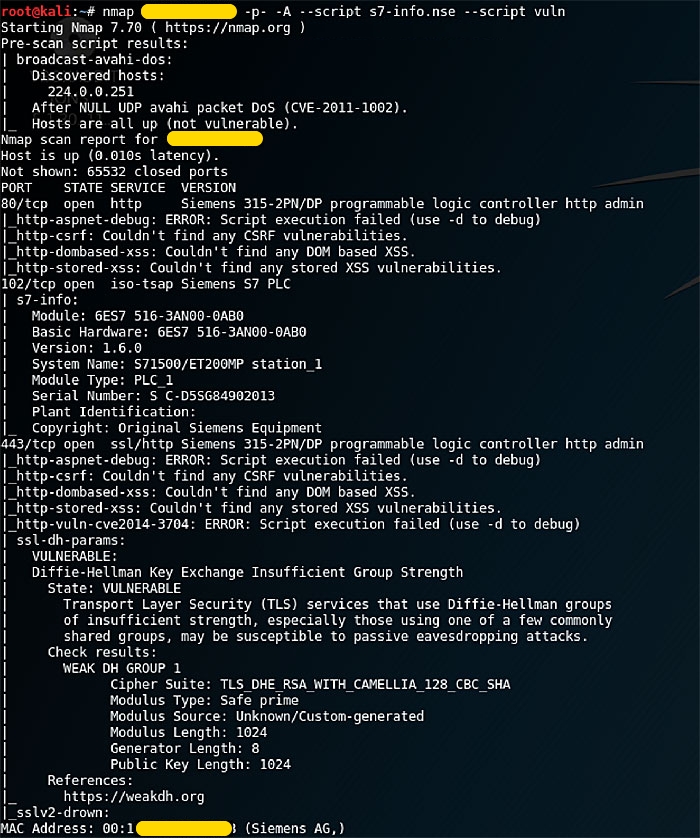 root@kali:~# nmap -p- -A --script s7-info.nse --script vuln
Starting Nmap 7.70 ( https://nmap.org )
Pre-scan script results:
| broadcast-avahi-dos:
|   Discovered hosts:
|     224.0.0.251
|   After NULL UDP avahi packet DoS (CVE-2011-1002).
|_  Hosts are all up (not vulnerable).
Nmap scan report for
Host is up (0.010s latency).
Not shown: 65532 closed ports
PORT    STATE SERVICE  VERSION
80/tcp  open  http     Siemens 315-2PN/DP programmable logic controller http admin
|_http-aspnet-debug: ERROR: Script execution failed (use -d to debug)
|_http-csrf: Couldn't find any CSRF vulnerabilities.
|_http-dombased-xss: Couldn't find any DOM based XSS.
|_http-stored-xss: Couldn't find any stored XSS vulnerabilities.
102/tcp open  iso-tsap Siemens S7 PLC
| s7-info:
|   Module: 6ES7 516-3AN00-0AB0
|   Basic Hardware: 6ES7 516-3AN00-0AB0
|   Version: 1.6.0
|   System Name: S71500/ET200MP station_1
|   Module Type: PLC_1
|   Serial Number: S C-D5SG84902013
|   Plant Identification:
|_  Copyright: Original Siemens Equipment
443/tcp open  ssl/http Siemens 315-2PN/DP programmable logic controller http admin
|_http-aspnet-debug: ERROR: Script execution failed (use -d to debug)
|_http-csrf: Couldn't find any CSRF vulnerabilities.
|_http-dombased-xss: Couldn't find any DOM based XSS.
|_http-stored-xss: Couldn't find any stored XSS vulnerabilities.
|_http-vuln-cve2014-3704: ERROR: Script execution failed (use -d to debug)
| ssl-dh-params:
|   VULNERABLE:
|   Diffie-Hellman Key Exchange Insufficient Group Strength
|     State: VULNERABLE
|       Transport Layer Security (TLS) services that use Diffie-Hellman groups
|       of insufficient strength, especially those using one of a few commonly
|       shared groups, may be susceptible to passive eavesdropping attacks.
|     Check results:
|       WEAK DH GROUP 1
|             Cipher Suite: TLS_DHE_RSA_WITH_CAMELLIA_128_CBC_SHA
|             Modulus Type: Safe prime
|             Modulus Source: Unknown/Custom-generated
|             Modulus Length: 1024
|             Generator Length: 8
|             Public Key Length: 1024
|     References:
|_      https://weakdh.org
|_sslv2-drown:
MAC Address: 00:1 (Siemens AG,)